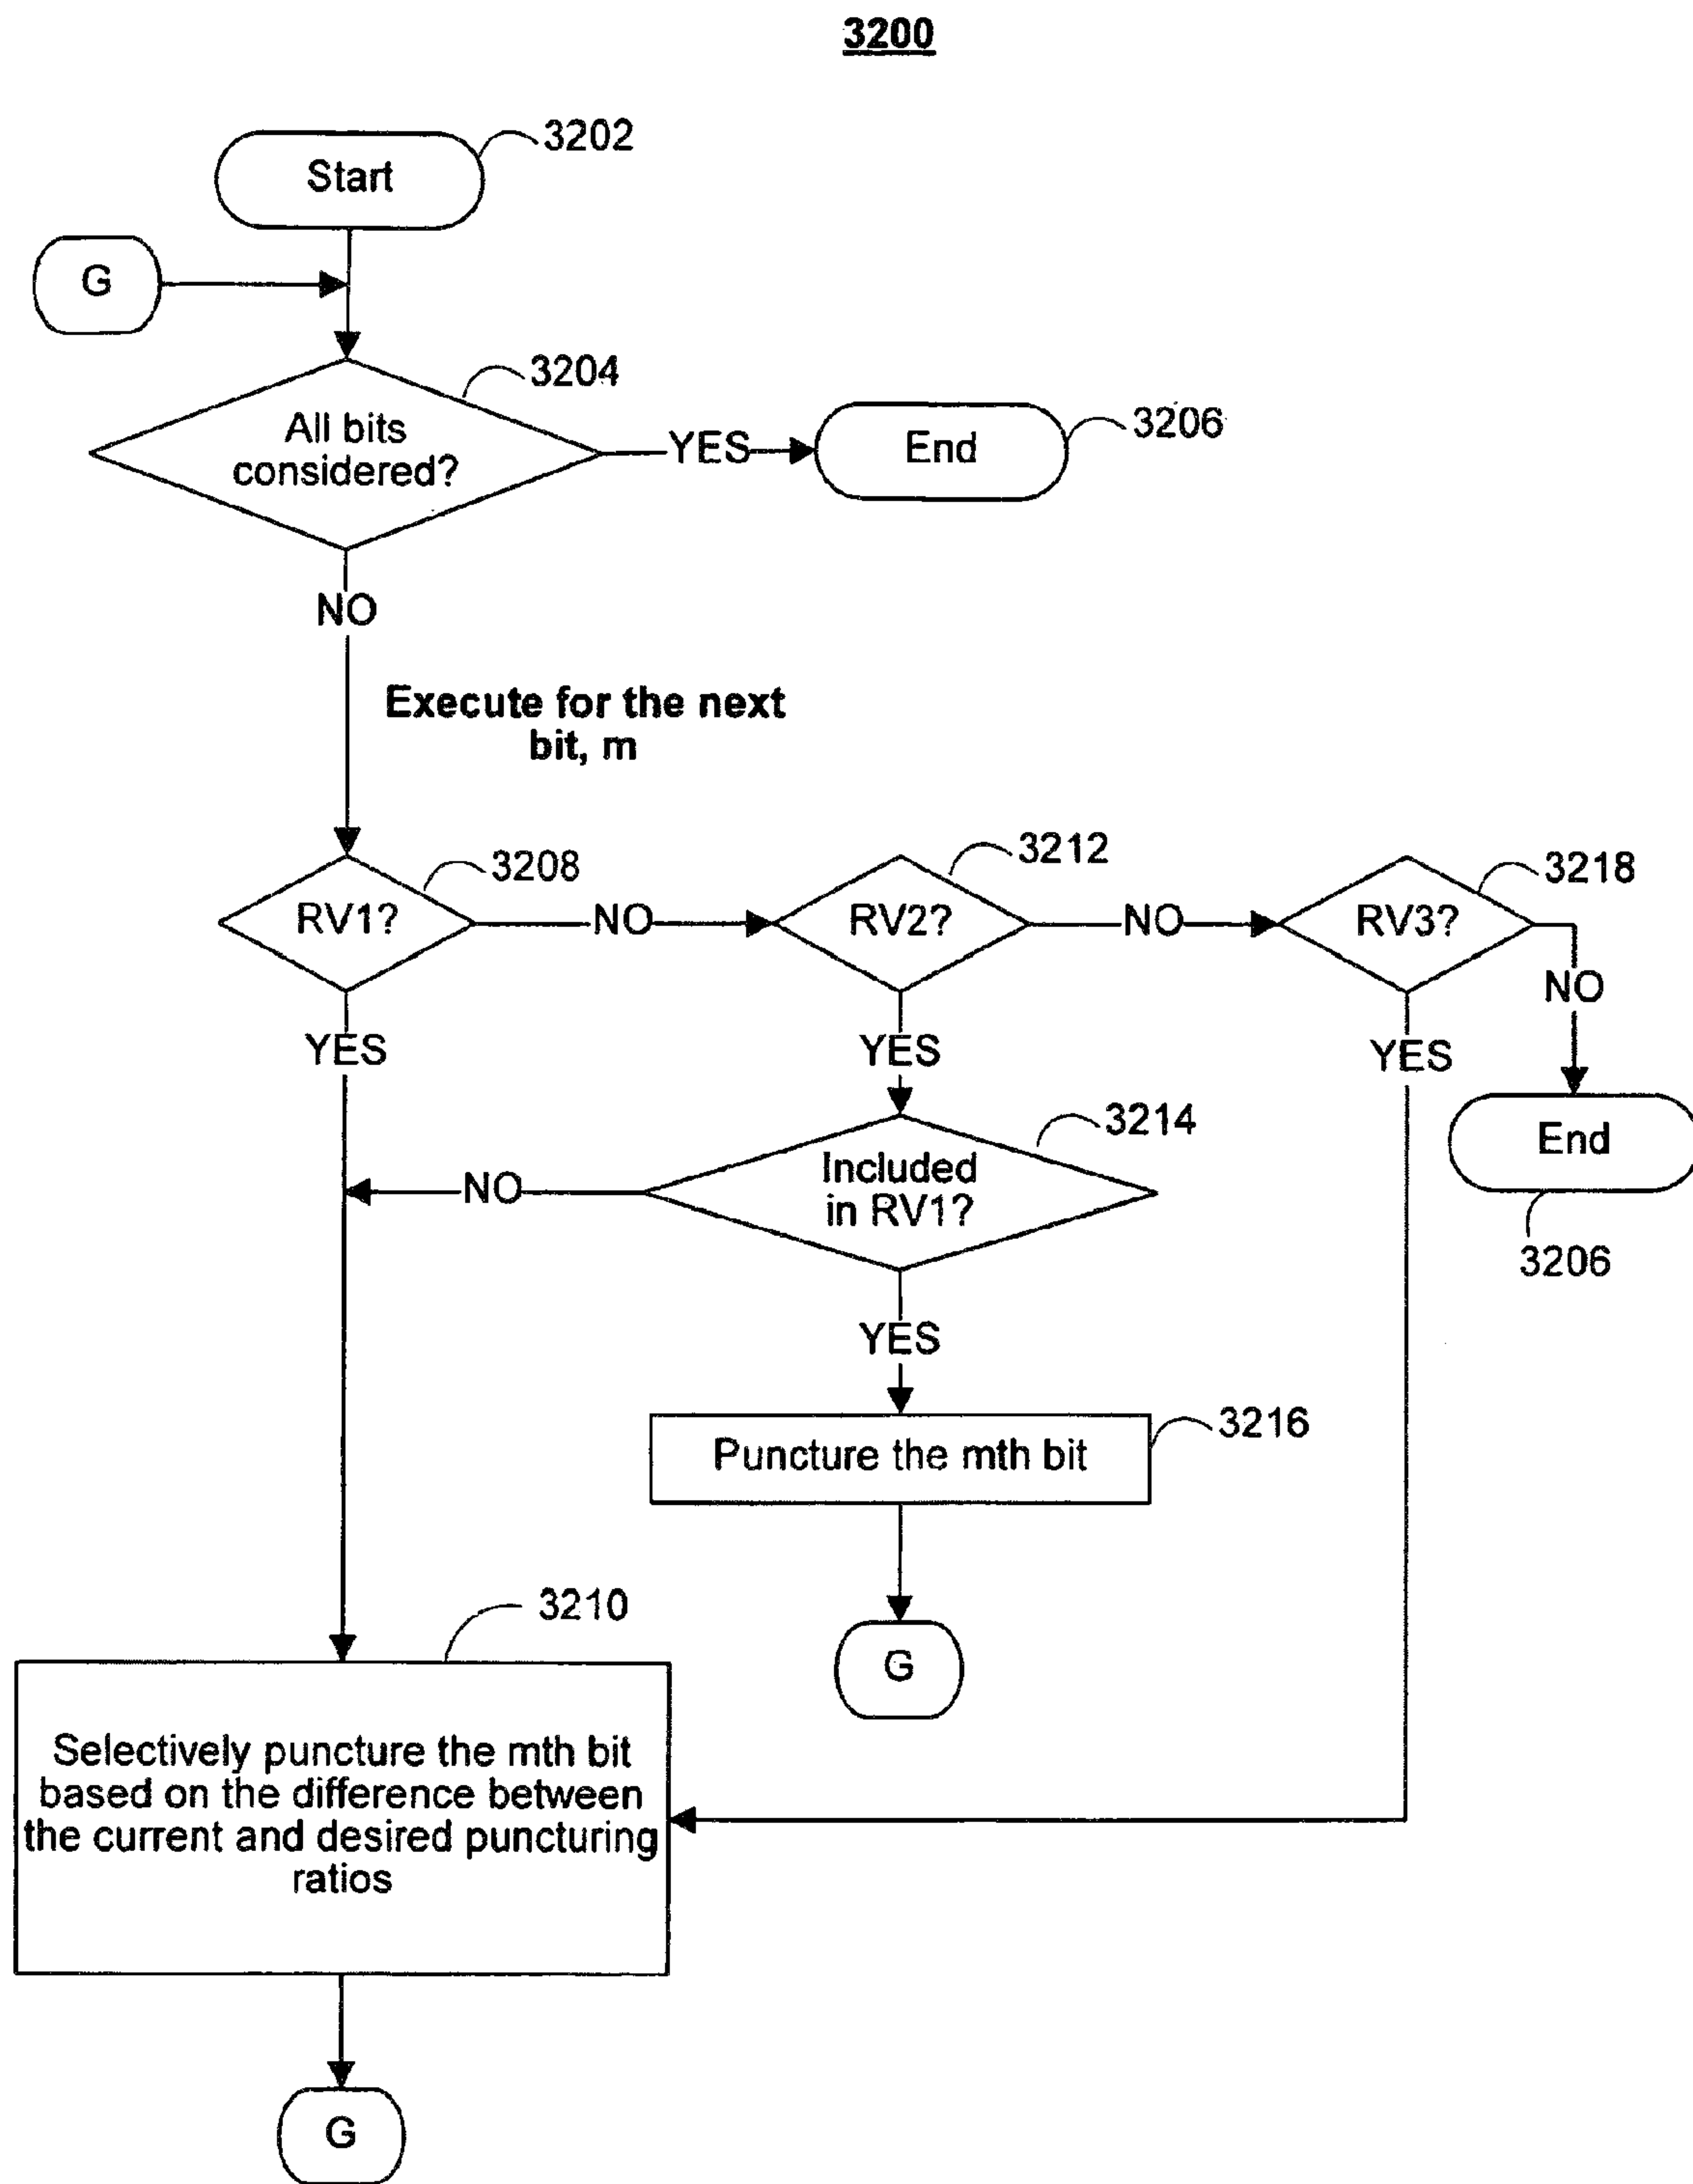 3200
3202
Start
G
3204
All bits
considered?
YES
End
3206
NO
Execute for the next
bit, m
3208
RV1?
NO
3212
RV2?
NO
3218
RV3?
NO
YES
YES
YES
End
3206
3214
Included
in RV1?
NO
YES
3216
Puncture the mth bit
G
3210
Selectively puncture the mth bit
based on the difference between
the current and desired puncturing
ratios
G